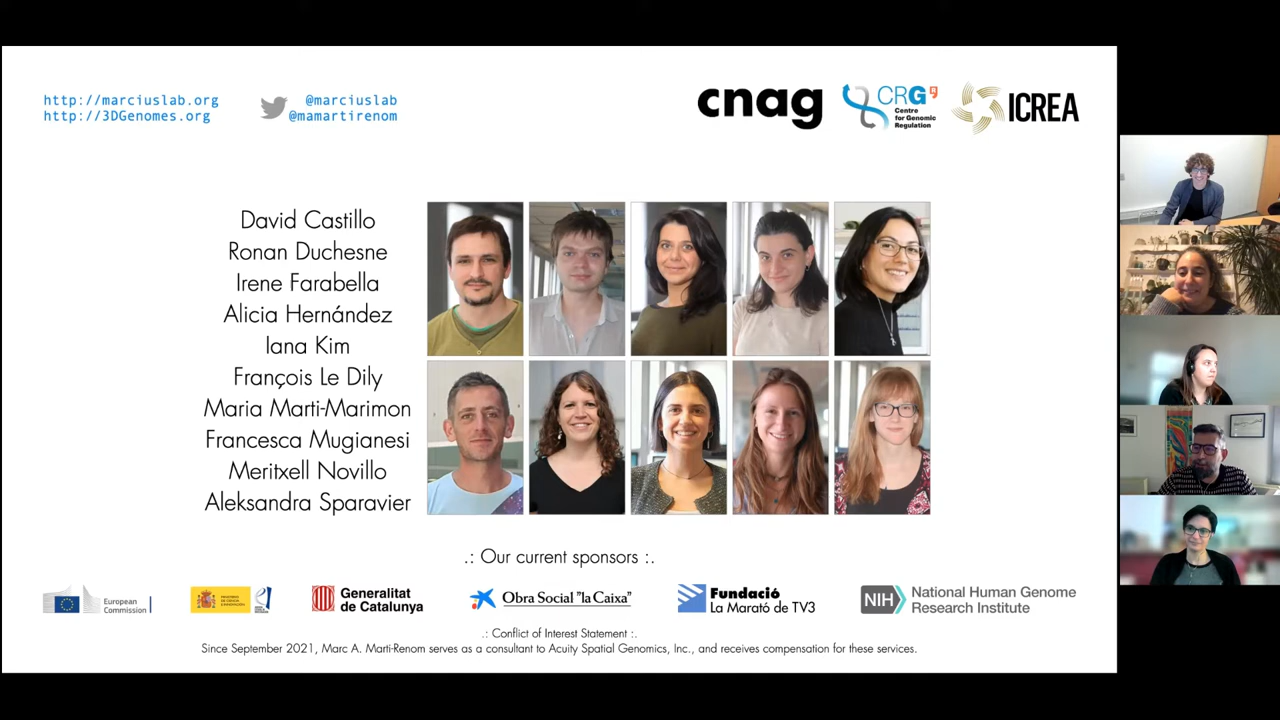 http://marciuslab.org
http://3DGenomes.org
@marciuslab
@mamartirenom
cnag
CRG
Centre
for Genomic
Regulation
ICREA
David Castillo
Ronan Duchesne
Irene Farabella
Alicia Hernández
Iana Kim
François Le Dily
Maria Marti-Marimon
Francesca Mugianesi
Meritxell Novillo
Aleksandra Sparavier
.: Our current sponsors :.
European
Commission
Generalitat
de Catalunya
Obra Social "la Caixa"
Fundació
La Marató de TV3
NIH
National Human Genome
Research Institute
.: Conflict of Interest Statement :.
Since September 2021, Marc A. Marti-Renom serves as a consultant to Acuity Spatial Genomics, Inc., and receives compensation for these services.